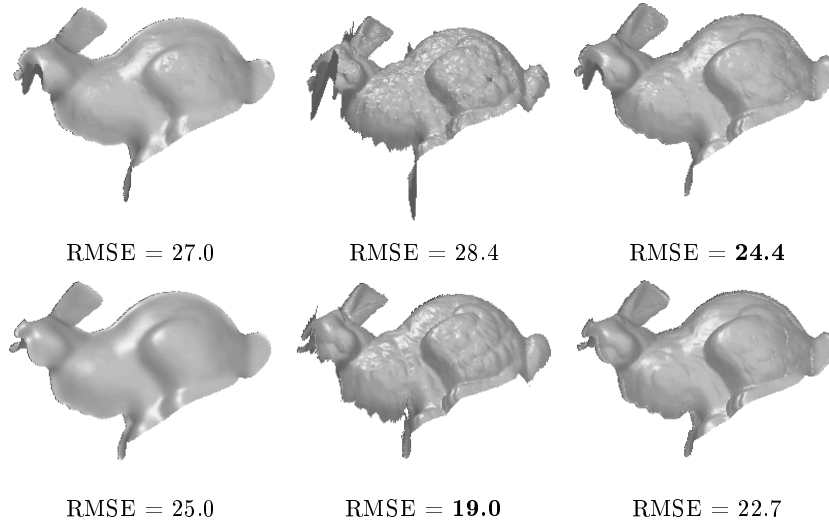 RMSE = 27.0 RMSE = 28.4 RMSE = 24.4
RMSE = 25.0 RMSE = 19.0 RMSE = 22.7